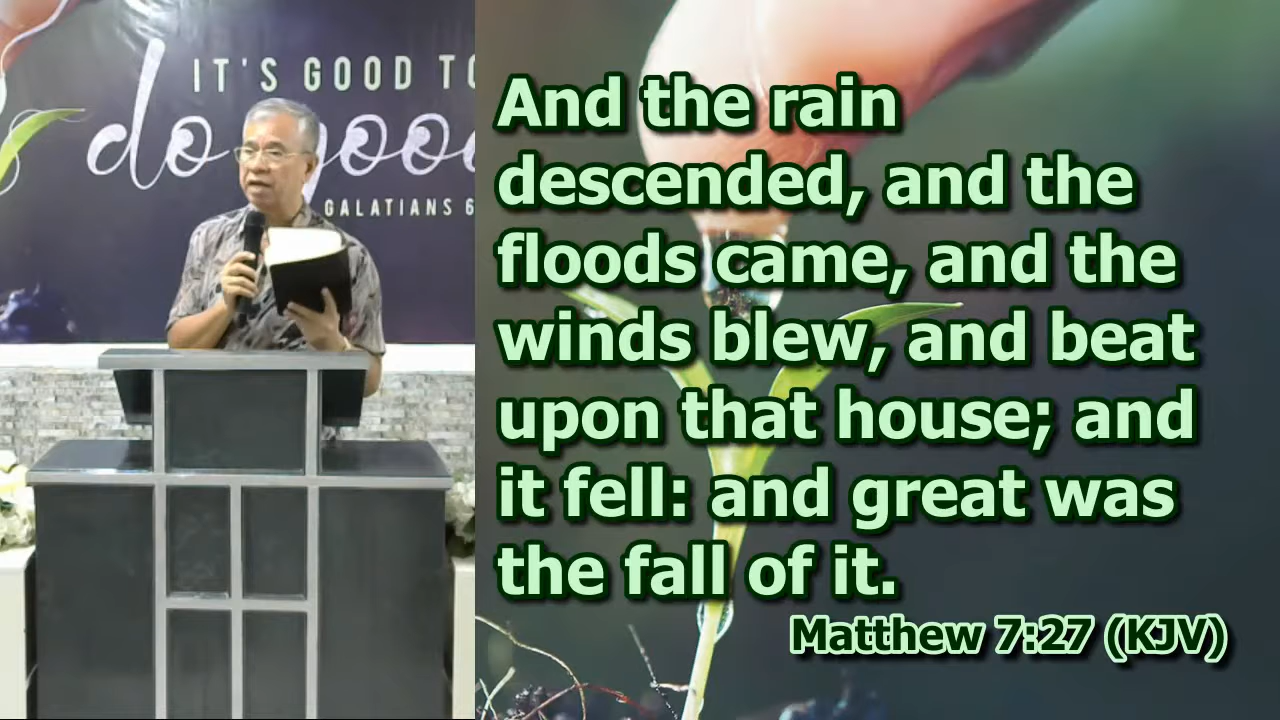 IT'S GOOD TO
do good
GALATIANS 6
And the rain
descended, and the
floods came, and the
winds blew, and beat
upon that house; and
it fell: and great was
the fall of it.
Matthew 7:27 (KJV)